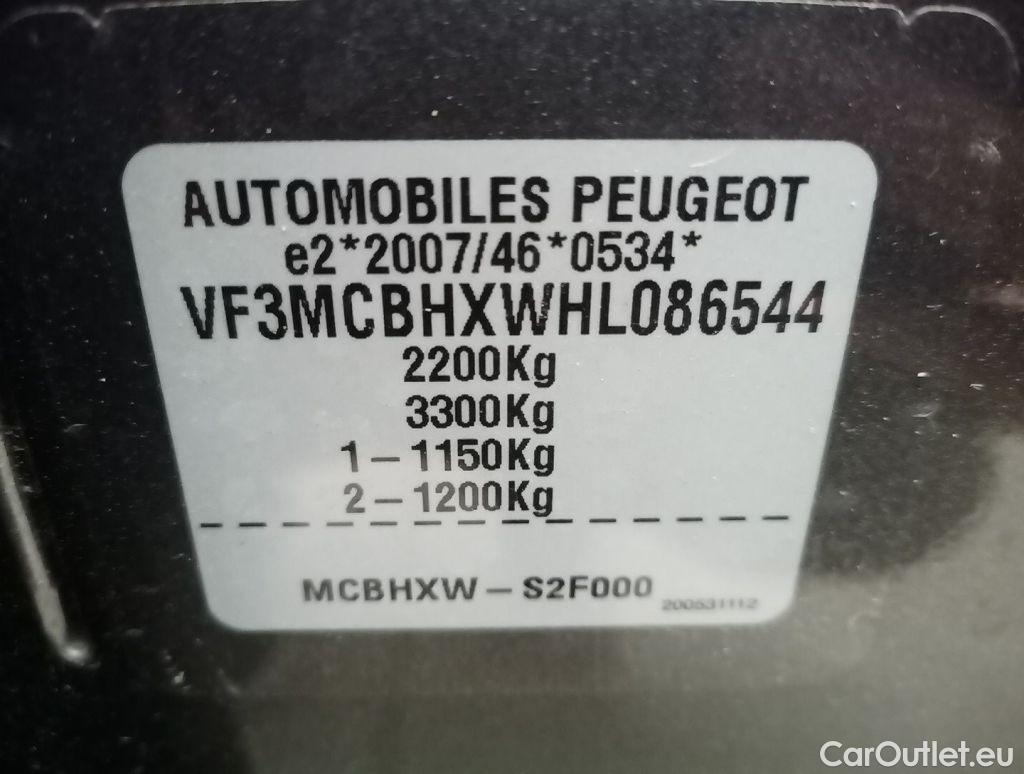 AUTOMOBILES PEUGEOT
e2*2007/46*0534*
VF3MCBHXWHL086544
2200Kg
3300Kg
1-1150Kg
2-1200Kg
MCBHXW-S2F000
200531112
CarOutlet.eu